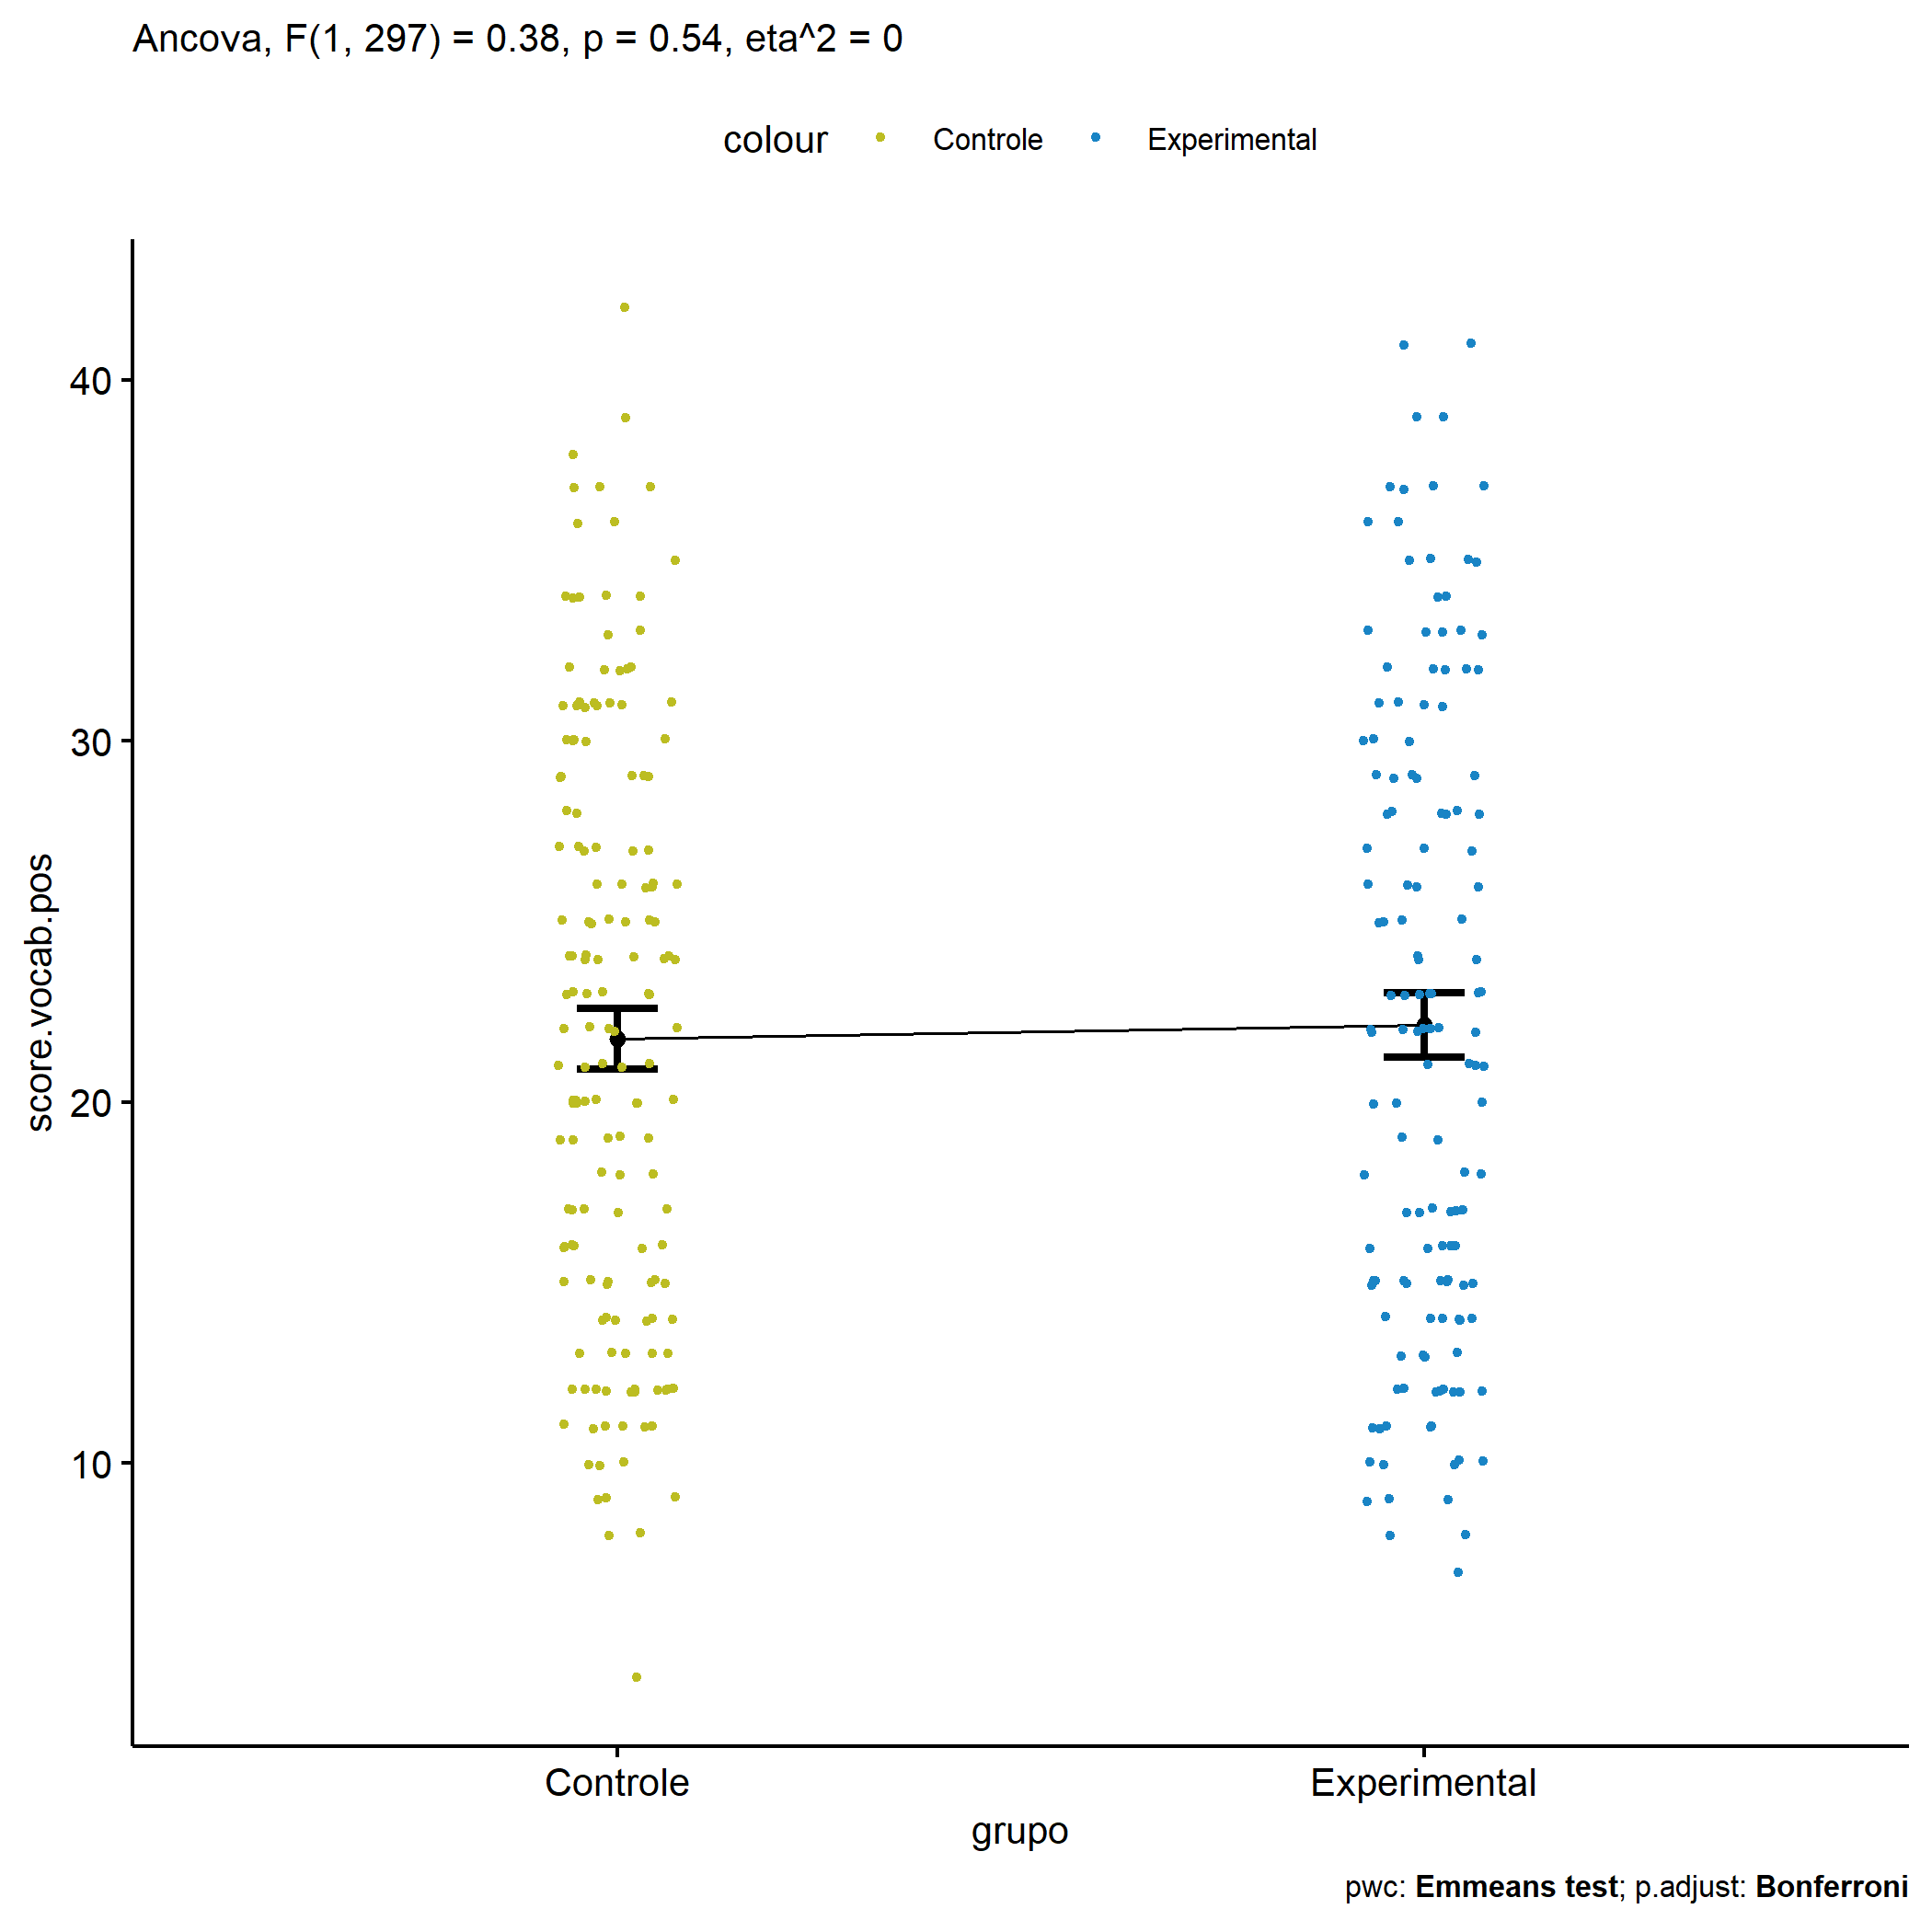 Ancova, F(1, 297) = 0.38, p = 0.54, eta^2 = 0
colour Controle Experimental
score.vocab.pos
40
30
20
10
Controle Experimental
grupo
pwc: Emmeans test; p.adjust: Bonferroni